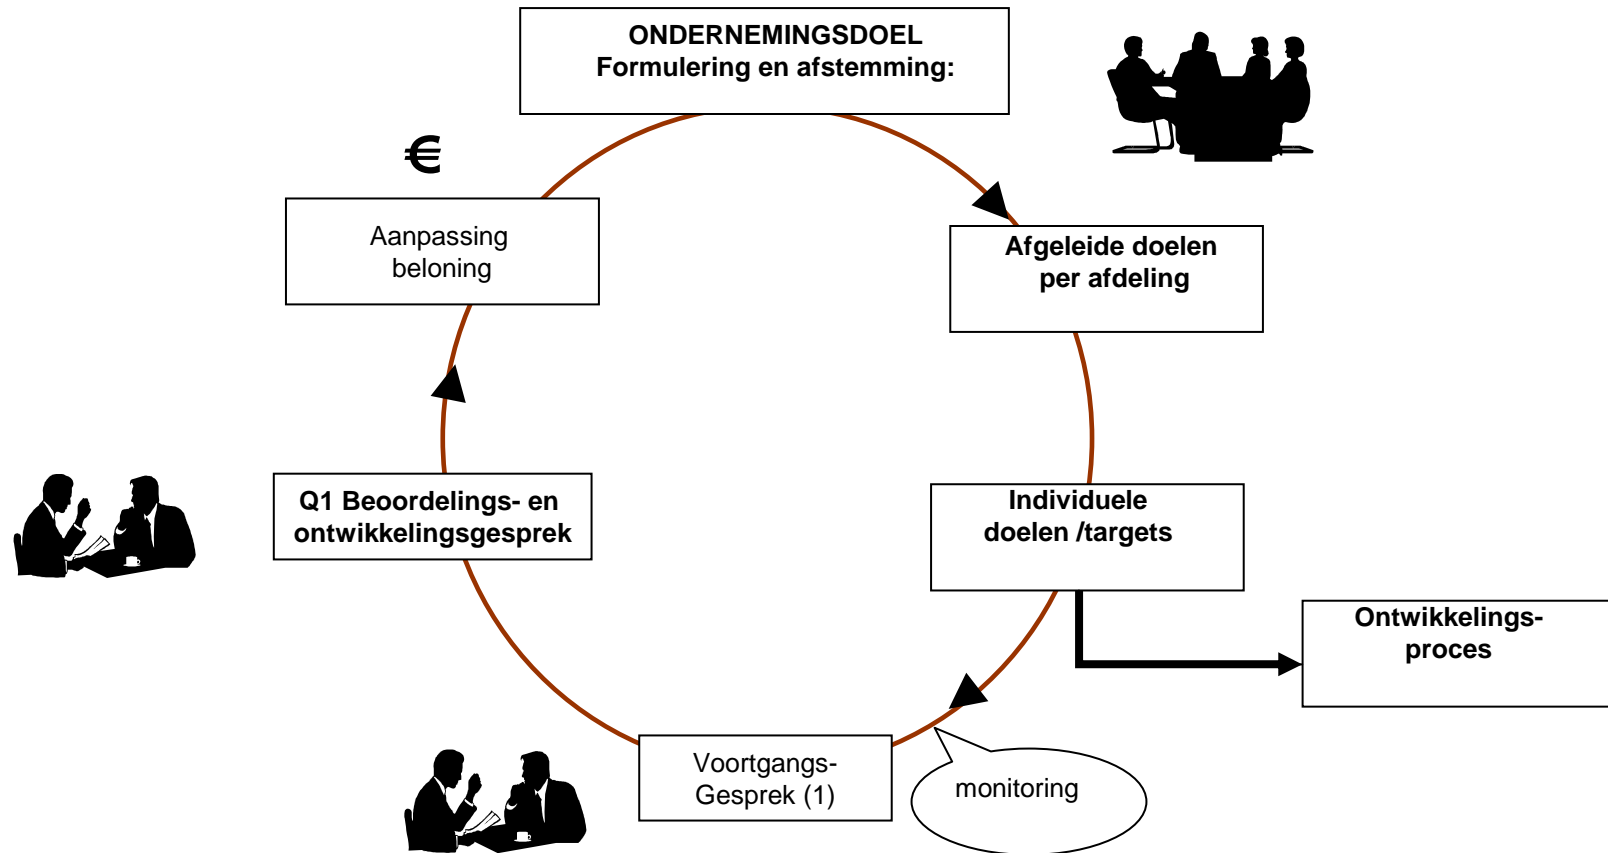 ONDERNEMINGSDOEL
Formulering en afstemming:
€
Aanpassing
beloning
Afgeleide doelen
per afdeling
Q1 Beoordelings- en
ontwikkelingsgesprek
Individuele
doelen /targets
Ontwikkelings-
proces
Voortgangs-
Gesprek (1)
monitoring